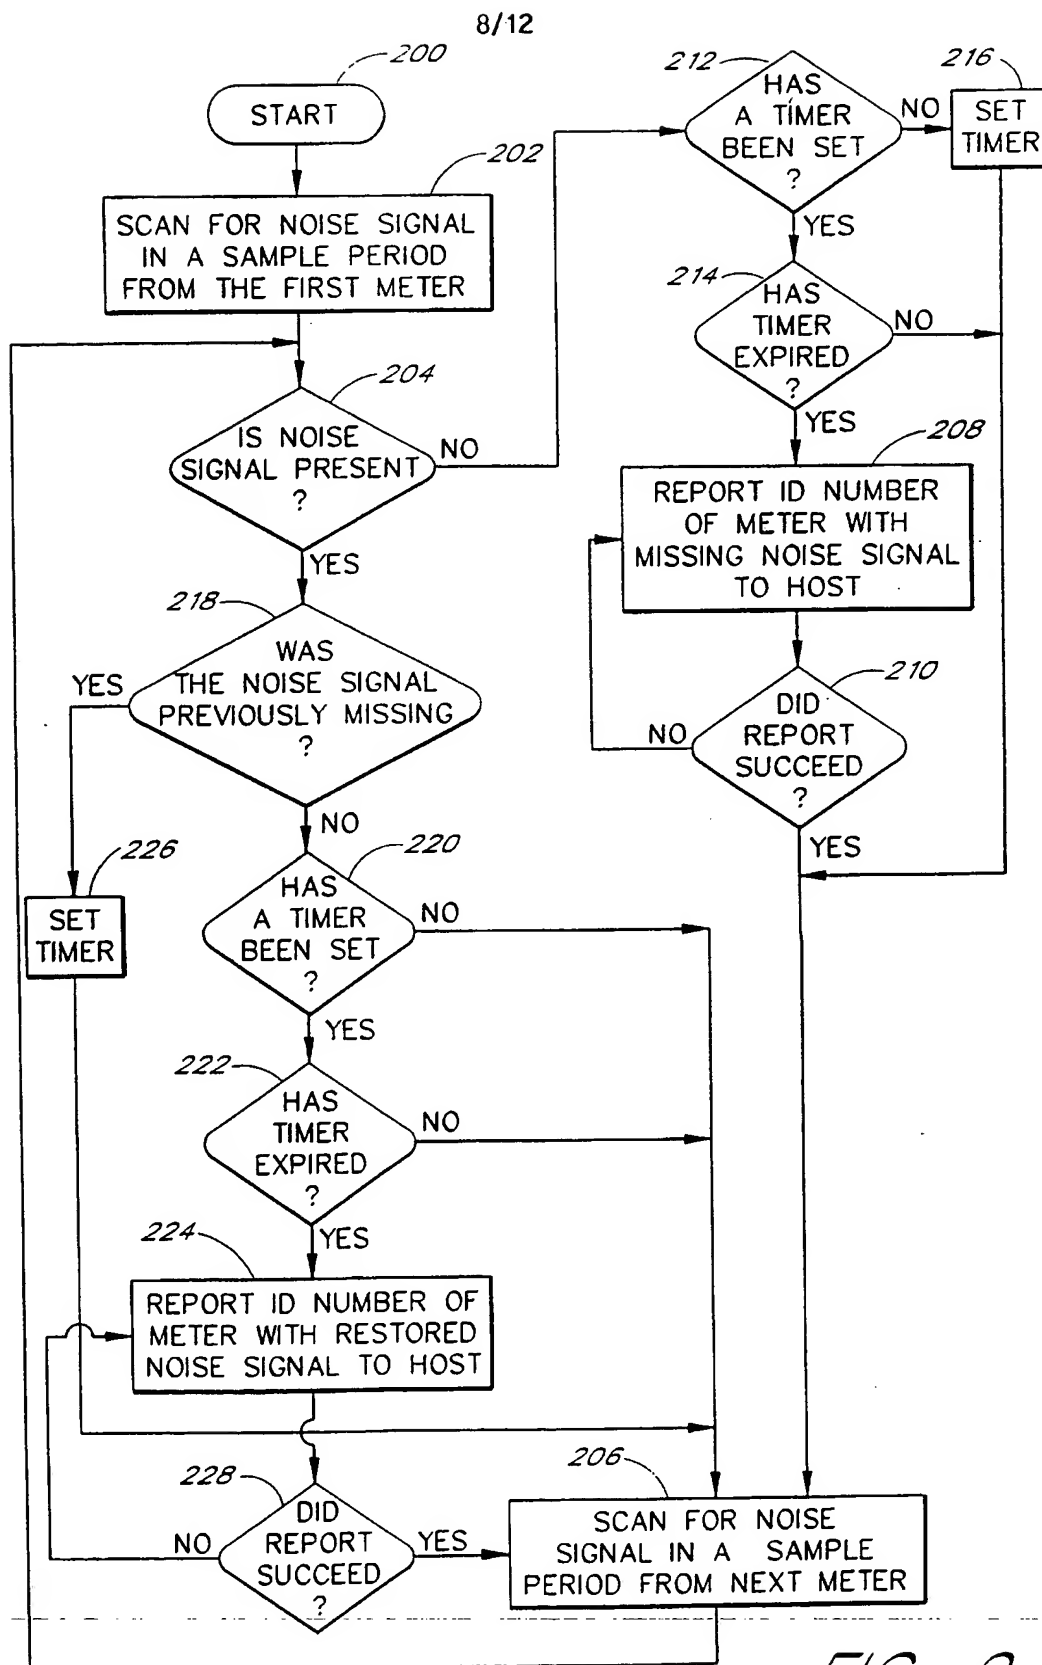 8/12
200
START
202
SCAN FOR NOISE SIGNAL
IN A SAMPLE PERIOD
FROM THE FIRST METER
204
IS NOISE
SIGNAL PRESENT
?
NO
YES
218
WAS
THE NOISE SIGNAL
PREVIOUSLY MISSING
?
YES
NO
226
SET
TIMER
220
HAS
A TIMER
BEEN SET
?
NO
YES
222
HAS
TIMER
EXPIRED
?
NO
YES
224
REPORT ID NUMBER OF
METER WITH RESTORED
NOISE SIGNAL TO HOST
228
DID
REPORT
SUCCEED
?
NO
YES
206
SCAN FOR NOISE
SIGNAL IN A SAMPLE
PERIOD FROM NEXT METER
212
HAS
A TIMER
BEEN SET
?
NO
YES
216
SET
TIMER
214
HAS
TIMER
EXPIRED
?
NO
YES
208
REPORT ID NUMBER
OF METER WITH
MISSING NOISE SIGNAL
TO HOST
210
DID
REPORT
SUCCEED
?
NO
YES